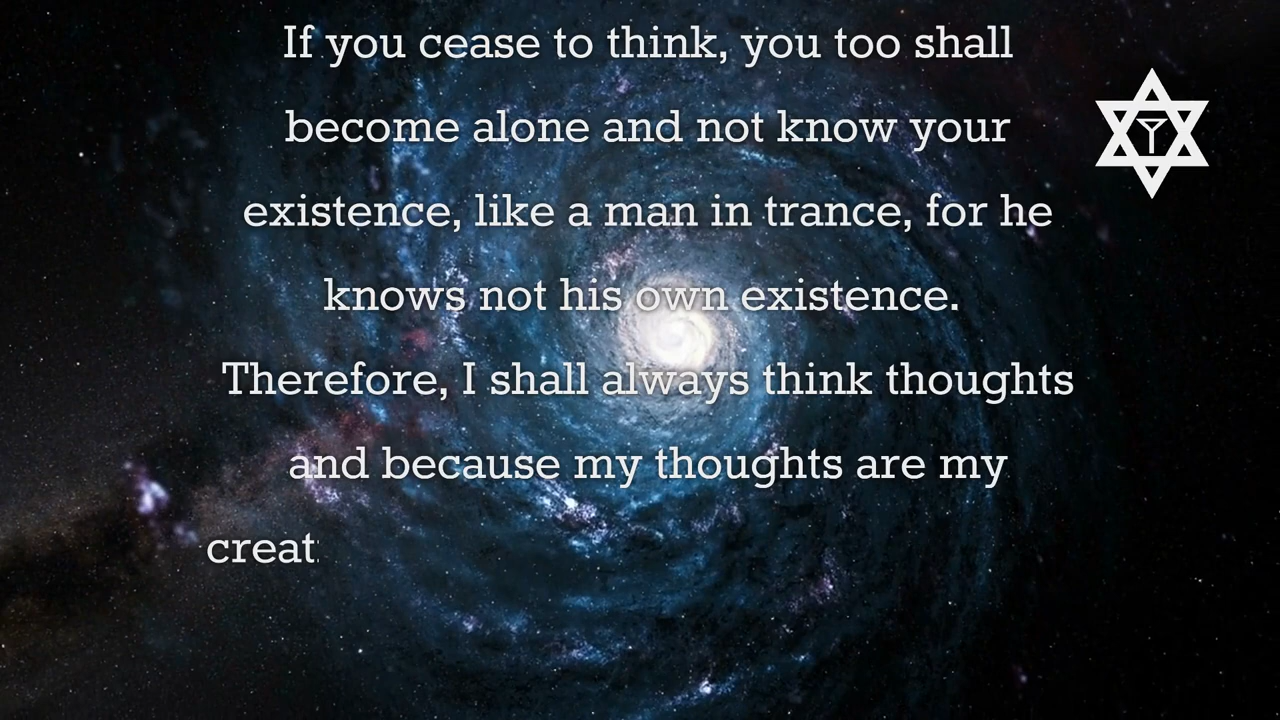 If you cease to think, you too shall
become alone and not know your
existence, like a man in trance, for he
knows not his own existence.
Therefore, I shall always think thoughts
and because my thoughts are my
creat